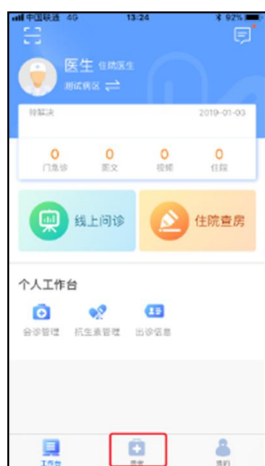 中国联通 4G 13:24 92%
医生 住院医生
测试病区
待解决 2019-01-03
0 0 0 0
门急诊 图文 视频 住院
线上问诊 住院查房
个人工作台
会诊管理 抗生素管理 出诊信息
工作台 患者 我的